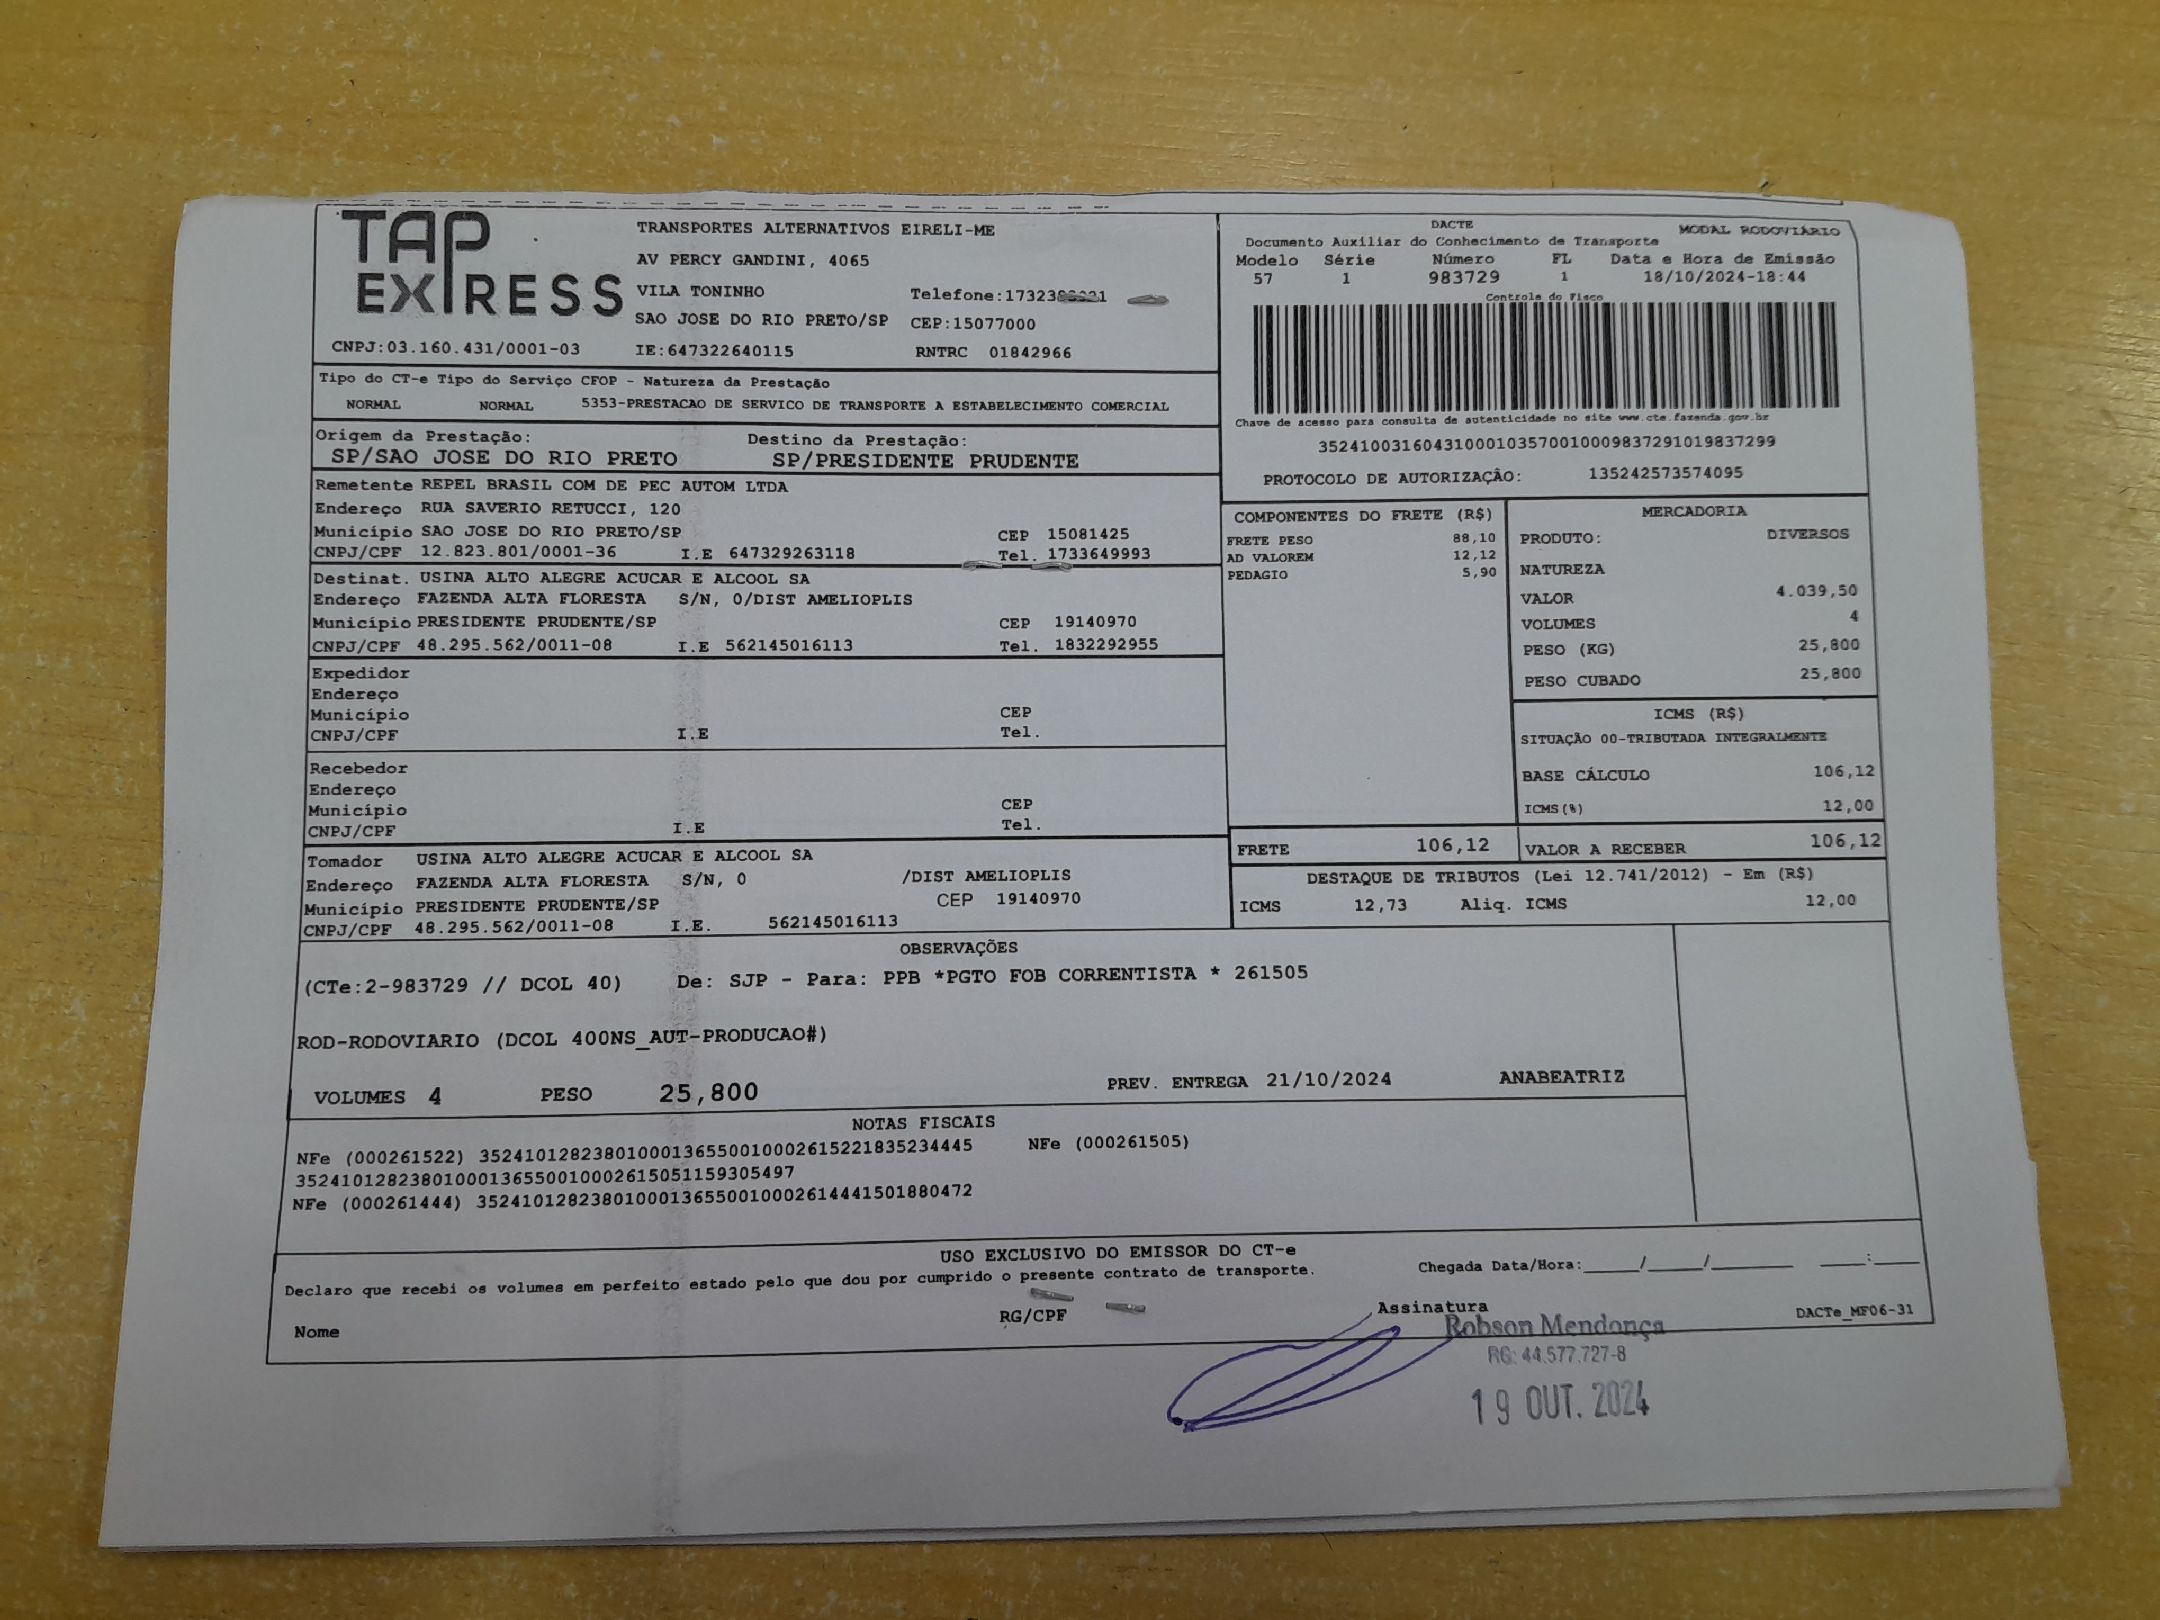 TAP EXPRESS
TRANSPORTES ALTERNATIVOS EIRELI-ME
AV PERCY GANDINI, 4065
VILA TONINHO
Telefone:17323
SAO JOSE DO RIO PRETO/SP CEP:15077000
CNPJ:03.160.431/0001-03 IE:647322640115 RNTRC 01842966
DACTE MODAL RODOVIÁRIO
Documento Auxiliar do Conhecimento de Transporte
Modelo Série Número FL Data e Hora de Emissão
57 1 983729 1 18/10/2024-18:44
Controle do Fisco
Chave de acesso para consulta de autenticidade no site www.cte.fazenda.gov.br
35241003160431000103570010009837291019837299
PROTOCOLO DE AUTORIZAÇÃO: 135242573574095
Tipo do CT-e Tipo do Serviço CFOP - Natureza da Prestação
NORMAL NORMAL 5353-PRESTACAO DE SERVICO DE TRANSPORTE A ESTABELECIMENTO COMERCIAL
Origem da Prestação: Destino da Prestação:
SP/SAO JOSE DO RIO PRETO SP/PRESIDENTE PRUDENTE
Remetente REPEL BRASIL COM DE PEC AUTOM LTDA
Endereço RUA SAVERIO RETUCCI, 120
Município SAO JOSE DO RIO PRETO/SP CEP 15081425
CNPJ/CPF 12.823.801/0001-36 I.E 647329263118 Tel. 1733649993
Destinat. USINA ALTO ALEGRE ACUCAR E ALCOOL SA
Endereço FAZENDA ALTA FLORESTA S/N, 0/DIST AMELIOPLIS
Município PRESIDENTE PRUDENTE/SP CEP 19140970
CNPJ/CPF 48.295.562/0011-08 I.E 562145016113 Tel. 1832292955
Expedidor
Endereço
Município CEP
CNPJ/CPF I.E Tel.
Recebedor
Endereço
Município CEP
CNPJ/CPF I.E Tel.
Tomador USINA ALTO ALEGRE ACUCAR E ALCOOL SA
Endereço FAZENDA ALTA FLORESTA S/N, 0 /DIST AMELIOPLIS
Município PRESIDENTE PRUDENTE/SP CEP 19140970
CNPJ/CPF 48.295.562/0011-08 I.E. 562145016113
COMPONENTES DO FRETE (R$)
FRETE PESO 88,10
AD VALOREM 12,12
PEDAGIO 5,90
MERCADORIA
PRODUTO: DIVERSOS
NATUREZA
VALOR 4.039,50
VOLUMES 4
PESO (KG) 25,800
PESO CUBADO 25,800
ICMS (R$)
SITUAÇÃO 00-TRIBUTADA INTEGRALMENTE
BASE CÁLCULO 106,12
ICMS(%) 12,00
FRETE 106,12 VALOR A RECEBER 106,12
DESTAQUE DE TRIBUTOS (Lei 12.741/2012) - Em (R$)
ICMS 12,73 Aliq. ICMS 12,00
OBSERVAÇÕES
(CTe:2-983729 // DCOL 40) De: SJP - Para: PPB *PGTO FOB CORRENTISTA * 261505
ROD-RODOVIARIO (DCOL 400NS_AUT-PRODUCAO#)
VOLUMES 4 PESO 25,800 PREV. ENTREGA 21/10/2024 ANABEATRIZ
NOTAS FISCAIS
NFe (000261522) 35241012823801000136550010002615221835234445 NFe (000261505)
35241012823801000136550010002615051159305497
NFe (000261444) 35241012823801000136550010002614441501880472
USO EXCLUSIVO DO EMISSOR DO CT-e
Declaro que recebi os volumes em perfeito estado pelo que dou por cumprido o presente contrato de transporte. Chegada Data/Hora:_____/_____/________ ____:____
Nome RG/CPF Assinatura DACTe_MF06-31
Robson Mendonça
RG: 44.577.727-8
19 OUT. 2024